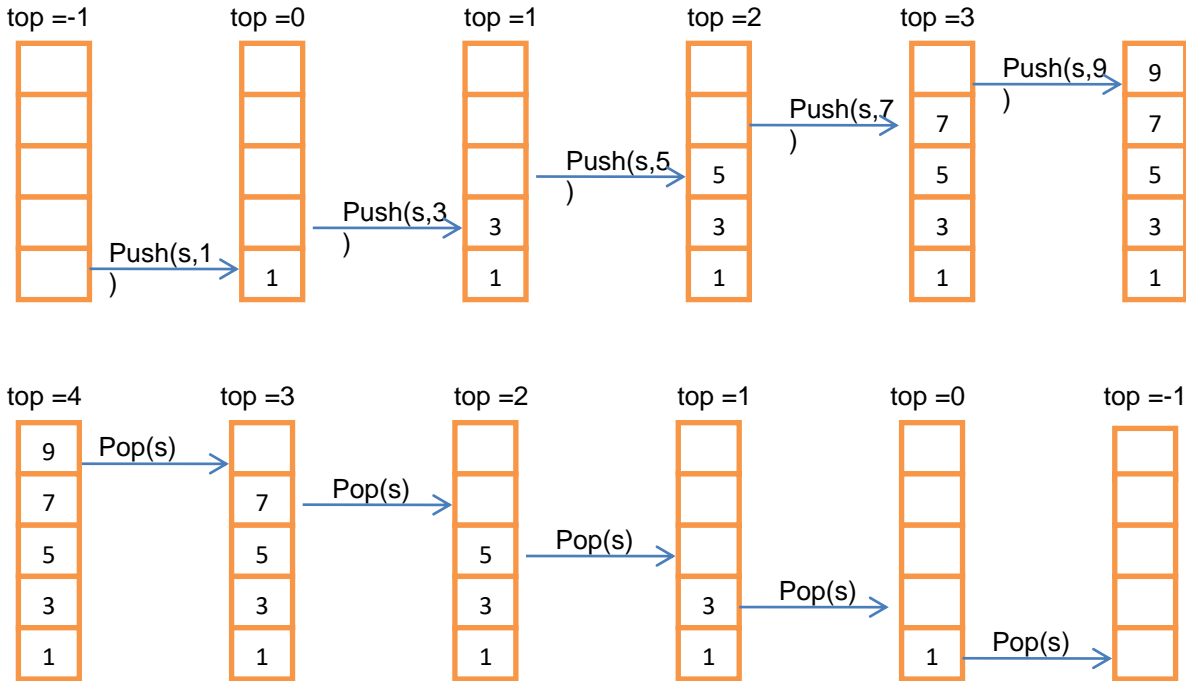 top =-1
top =0
top =1
top =2
top =3
Push(s,1
)
1
Push(s,3
)
3
1
Push(s,5
)
5
3
1
Push(s,7
)
7
5
3
1
Push(s,9
)
9
7
5
3
1
top =4
top =3
top =2
top =1
top =0
top =-1
9
7
5
3
1
Pop(s)
7
5
3
1
Pop(s)
5
3
1
Pop(s)
3
1
Pop(s)
1
Pop(s)